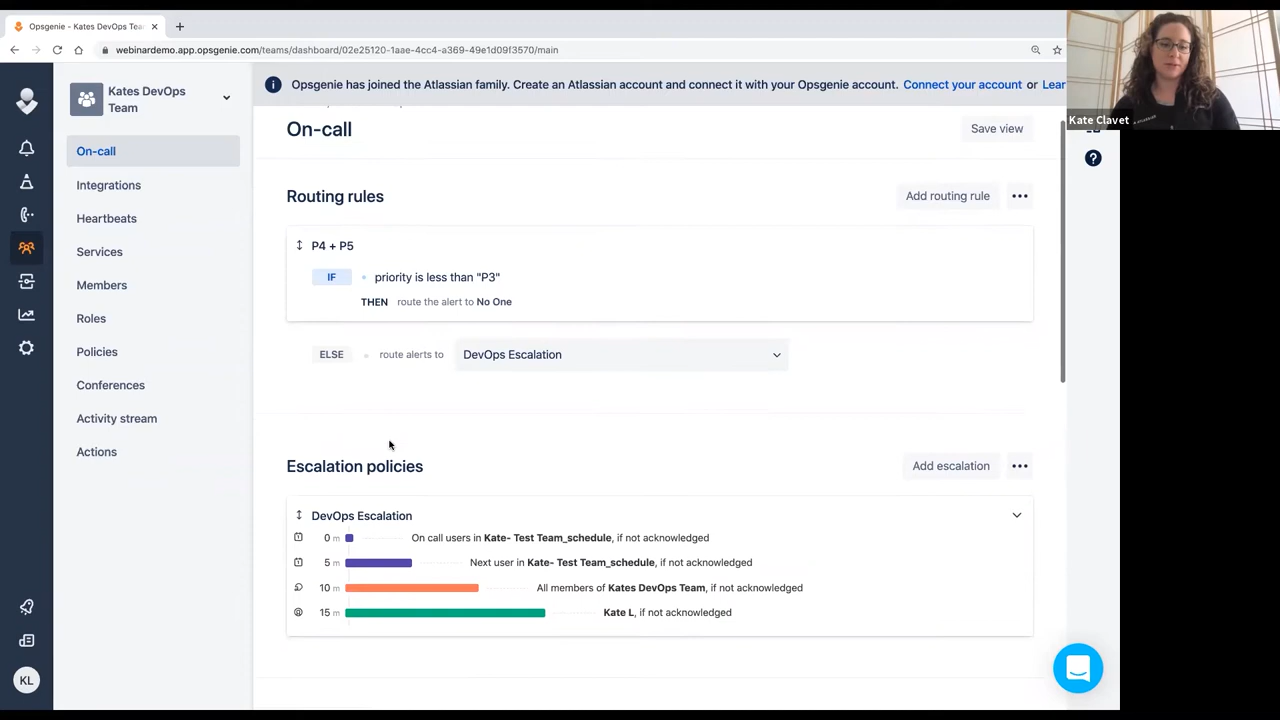 Opsgenie - Kates DevOps Tea
webinardemo.app.opsgenie.com/teams/dashboard/02e25120-1aae-4cc4-a369-49e1d09f3570/main
Kate Clavet
Kates DevOps
Team
Opsgenie has joined the Atlassian family. Create an Atlassian account and connect it with your Opsgenie account. Connect your account or Lear
On-call
Integrations
Heartbeats
Services
Members
Roles
Policies
Conferences
Activity stream
Actions
KL
On-call
Save view
Routing rules
Add routing rule
P4 + P5
IF priority is less than "P3"
THEN route the alert to No One
ELSE route alerts to DevOps Escalation
Escalation policies
Add escalation
DevOps Escalation
0 m On call users in Kate- Test Team_schedule, if not acknowledged
5 m Next user in Kate- Test Team_schedule, if not acknowledged
10 m All members of Kates DevOps Team, if not acknowledged
15 m Kate L, if not acknowledged